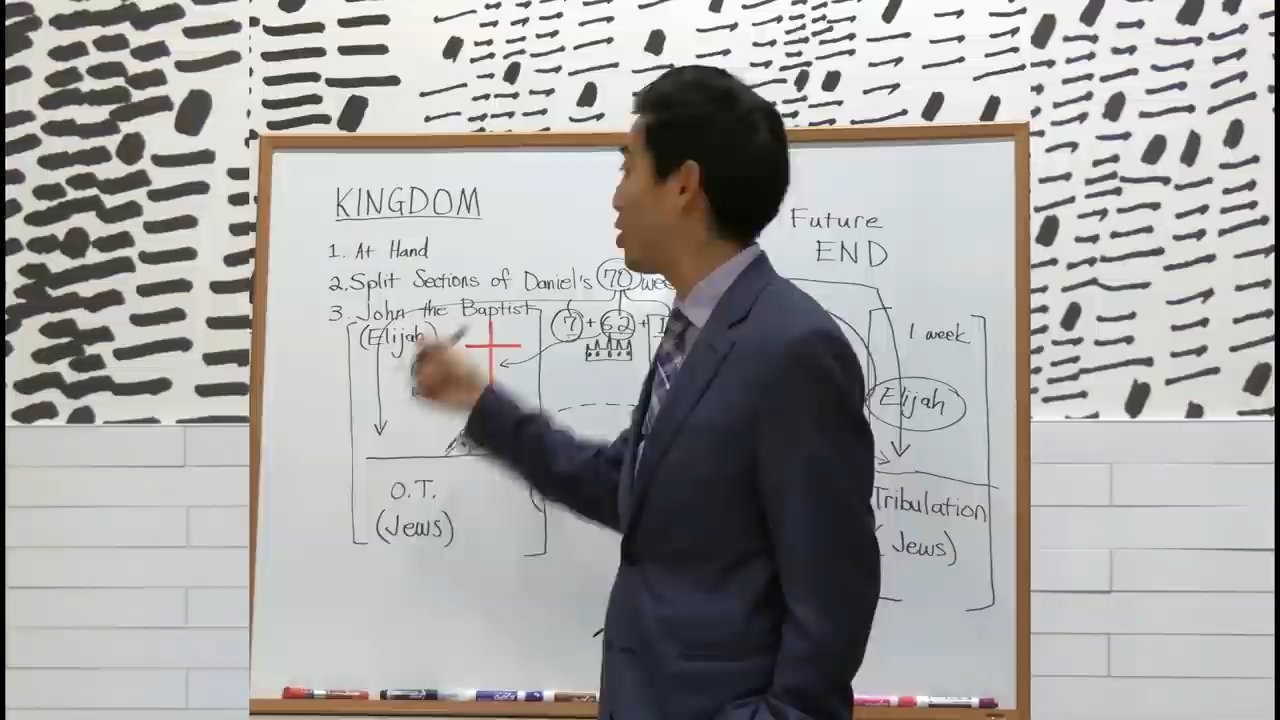 KINGDOM
1. At Hand
2. Split Sections of Daniel's 70
3. John the Baptist
(Elijah)
7 + 62 + 1
O.T.
(Jews)
Future
END
1 week
Elijah
Tribulation
(Jews)